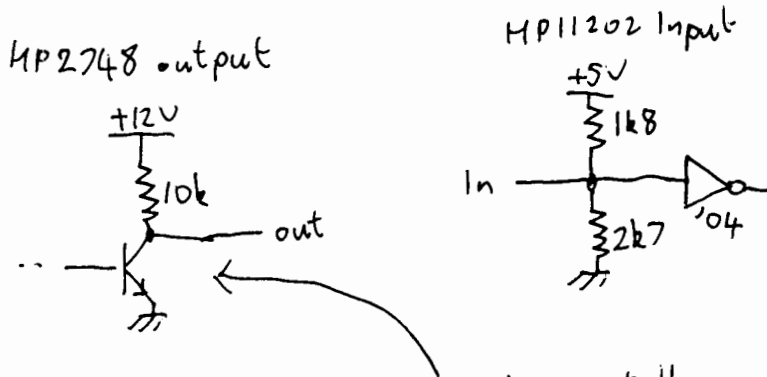 HP2748 output
HP11202 Input
+12V
10k
out
+5V
1k8
In
'04
2k7